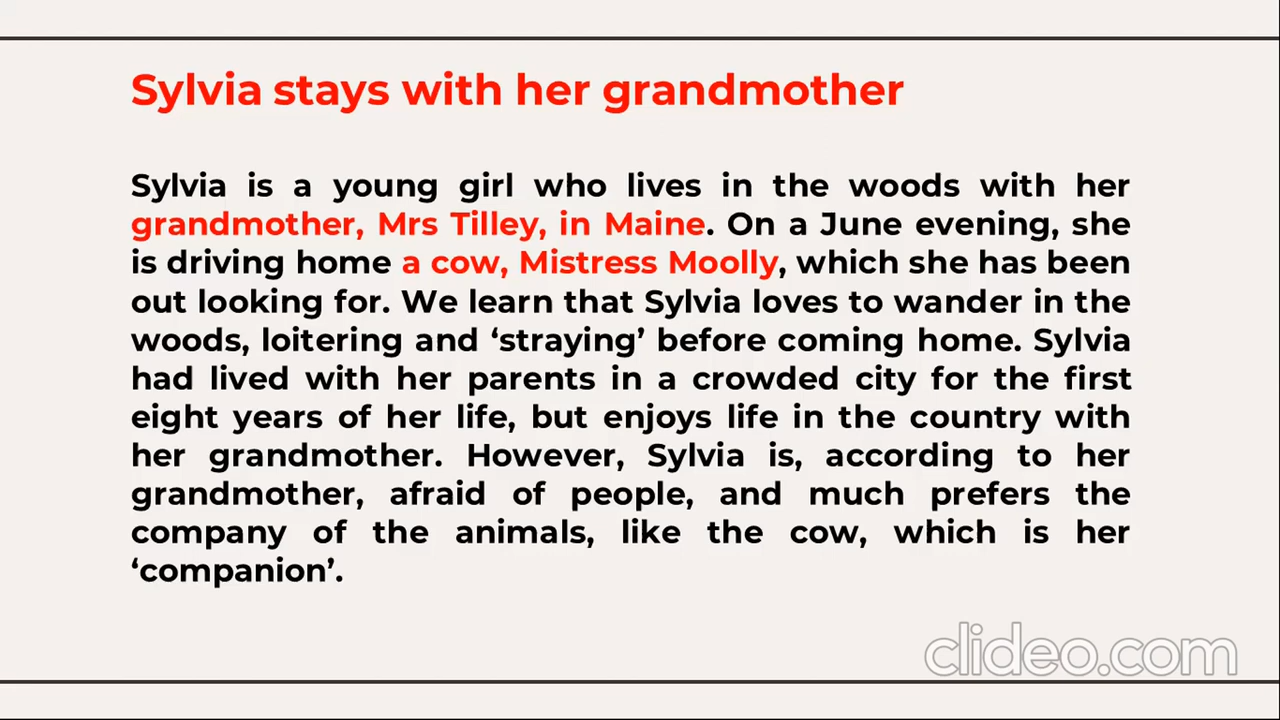 Sylvia stays with her grandmother
Sylvia is a young girl who lives in the woods with her
grandmother, Mrs Tilley, in Maine. On a June evening, she
is driving home a cow, Mistress Moolly, which she has been
out looking for. We learn that Sylvia loves to wander in the
woods, loitering and ‘straying’ before coming home. Sylvia
had lived with her parents in a crowded city for the first
eight years of her life, but enjoys life in the country with
her grandmother. However, Sylvia is, according to her
grandmother, afraid of people, and much prefers the
company of the animals, like the cow, which is her
‘companion’.
clideo.com